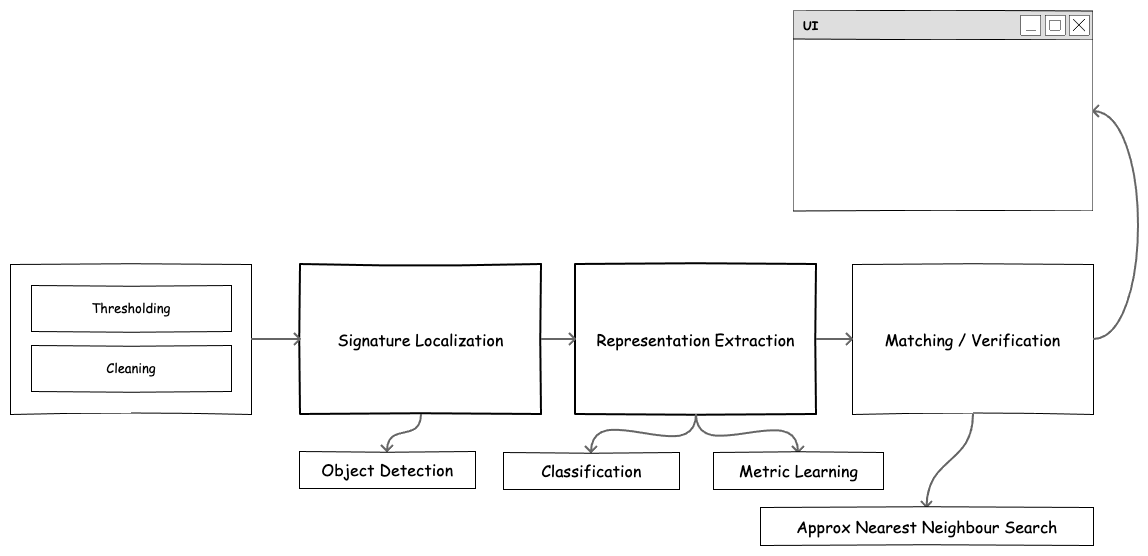 UI
Thresholding
Cleaning
Signature Localization
Representation Extraction
Matching / Verification
Object Detection
Classification
Metric Learning
Approx Nearest Neighbour Search